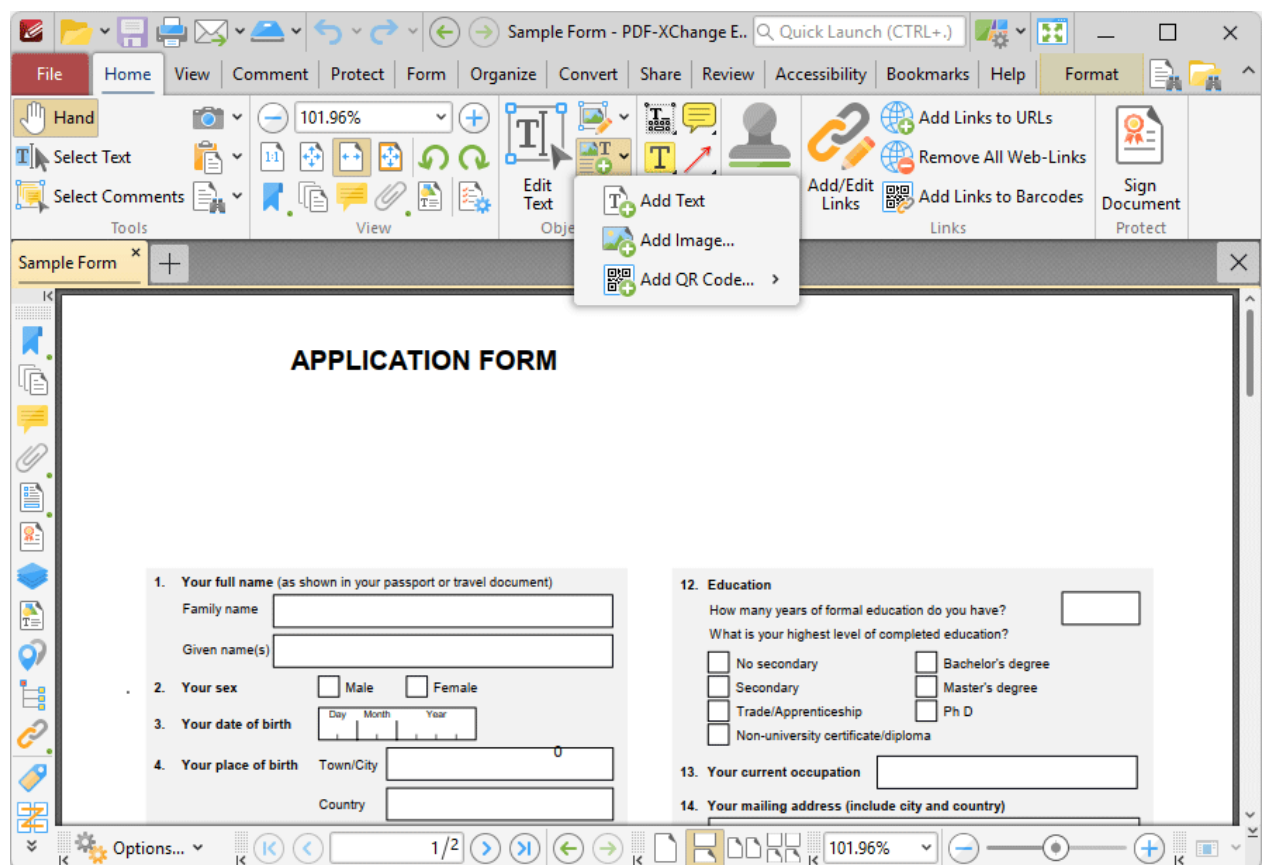 Sample Form - PDF-XChange E.. Quick Launch (CTRL+.)
File Home View Comment Protect Form Organize Convert Share Review Accessibility Bookmarks Help Format
Hand
Select Text
Select Comments
Tools
101.96%
1:1
View
Edit Text
Obje
Add/Edit Links
Add Links to URLs
Remove All Web-Links
Add Links to Barcodes
Links
Sign Document
Protect
Add Text
Add Image...
Add QR Code...
Sample Form
APPLICATION FORM
1. Your full name (as shown in your passport or travel document)
Family name
Given name(s)
2. Your sex Male Female
3. Your date of birth Day Month Year
4. Your place of birth Town/City 0
Country
12. Education
How many years of formal education do you have?
What is your highest level of completed education?
No secondary Bachelor's degree
Secondary Master's degree
Trade/Apprenticeship Ph D
Non-university certificate/diploma
13. Your current occupation
14. Your mailing address (include city and country)
Options... 1/2 101.96%